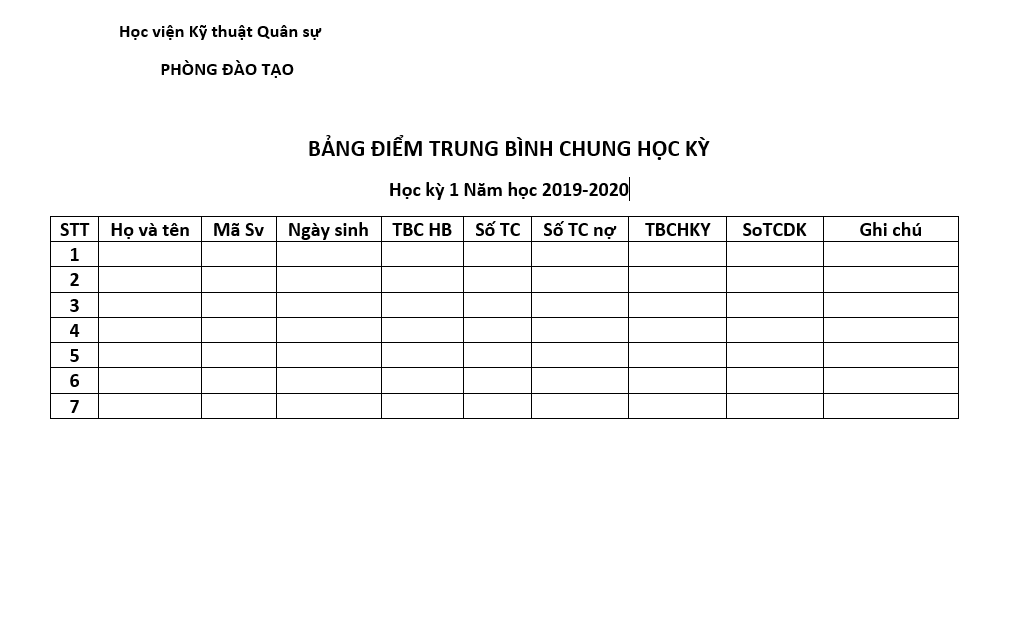 Học viện Kỹ thuật Quân sự
PHÒNG ĐÀO TẠO
BẢNG ĐIỂM TRUNG BÌNH CHUNG HỌC KỲ
Học kỳ 1 Năm học 2019-2020
STT Họ và tên Mã Sv Ngày sinh TBC HB Số TC Số TC nợ TBCHKY SoTCDK Ghi chú
1
2
3
4
5
6
7